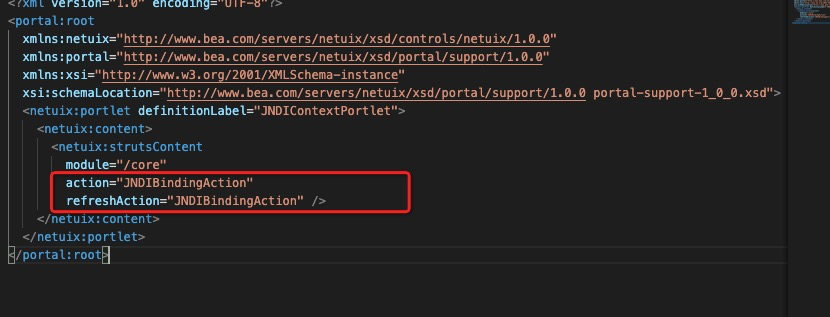 <?xml version="1.0" encoding="UTF-8"?>
<portal:root
xmlns:netuix="http://www.bea.com/servers/netuix/xsd/controls/netuix/1.0.0"
xmlns:portal="http://www.bea.com/servers/netuix/xsd/portal/support/1.0.0"
xmlns:xsi="http://www.w3.org/2001/XMLSchema-instance"
xsi:schemaLocation="http://www.bea.com/servers/netuix/xsd/portal/support/1.0.0 portal-support-1_0_0.xsd">
<netuix:portlet definitionLabel="JNDIContextPortlet">
<netuix:content>
<netuix:strutsContent
module="/core"
action="JNDIBindingAction"
refreshAction="JNDIBindingAction" />
</netuix:content>
</netuix:portlet>
</portal:root>